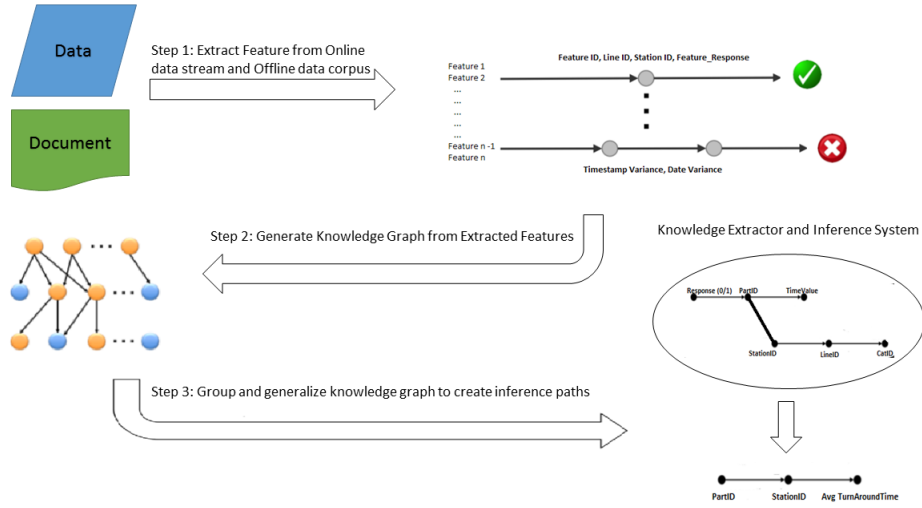 Data
Document
Step 1: Extract Feature from Online
data stream and Offline data corpus
Feature ID, Line ID, Station ID, Feature_Response
Feature 1
Feature 2
...
...
...
...
Feature n -1
Feature n
Timestamp Variance, Date Variance
Step 2: Generate Knowledge Graph from Extracted Features
Knowledge Extractor and Inference System
Response (0/1) PartID TimeValue
StationID LineID CatID
Step 3: Group and generalize knowledge graph to create inference paths
PartID StationID Avg TurnAroundTime